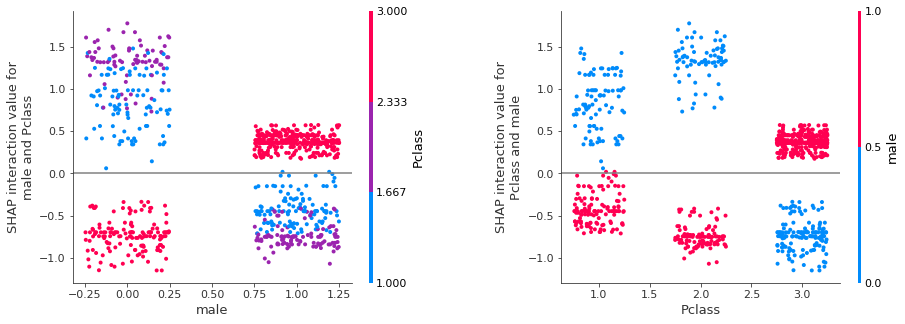 SHAP interaction value for
male and Pclass
1.5
1.0
0.5
0.0
−0.5
−1.0
−0.25 0.00 0.25 0.50 0.75 1.00 1.25
male
3.000
2.333
1.667
1.000
Pclass
SHAP interaction value for
Pclass and male
1.5
1.0
0.5
0.0
−0.5
−1.0
1.0 1.5 2.0 2.5 3.0
Pclass
1.0
0.5
0.0
male